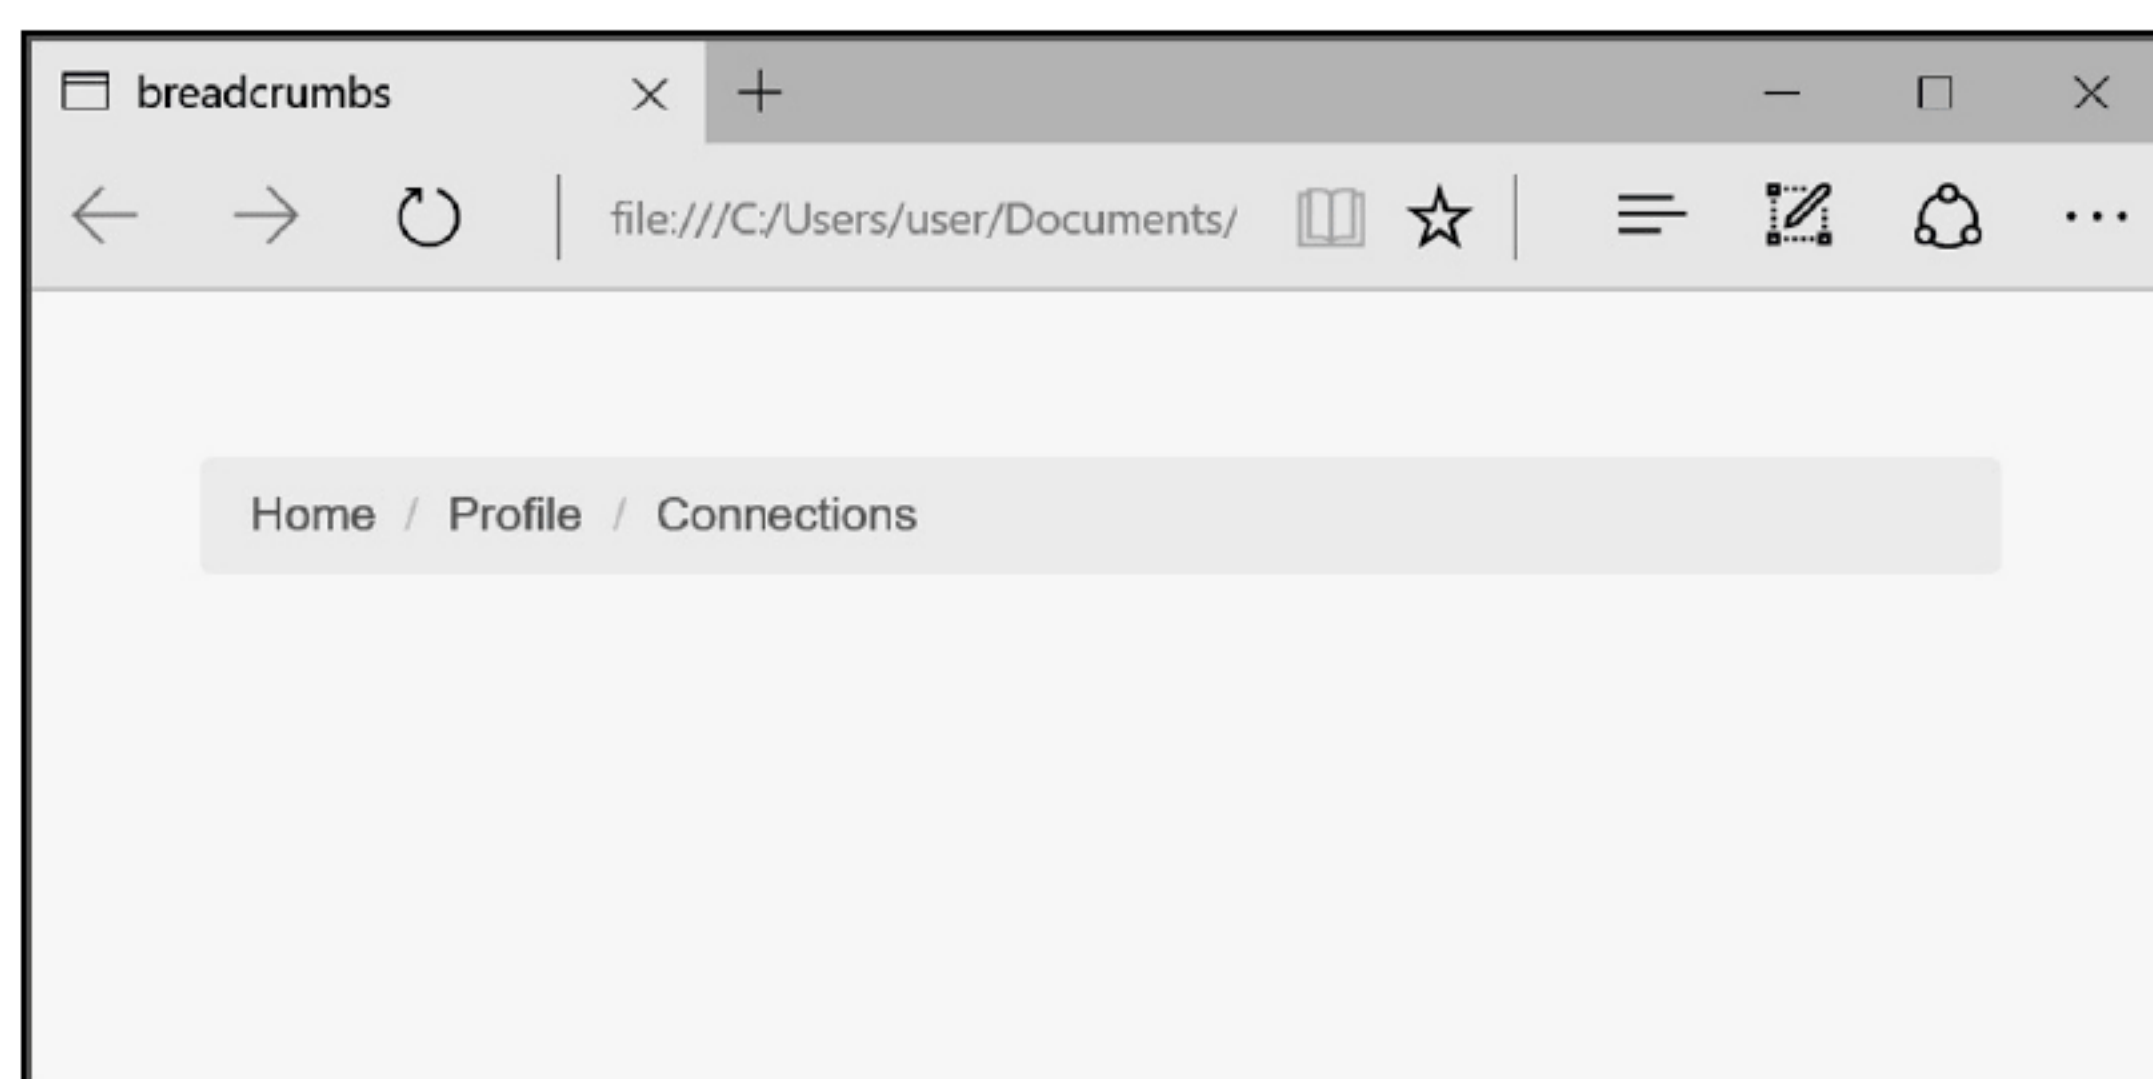 breadcrumbs
file:///C:/Users/user/Documents/
Home / Profile / Connections